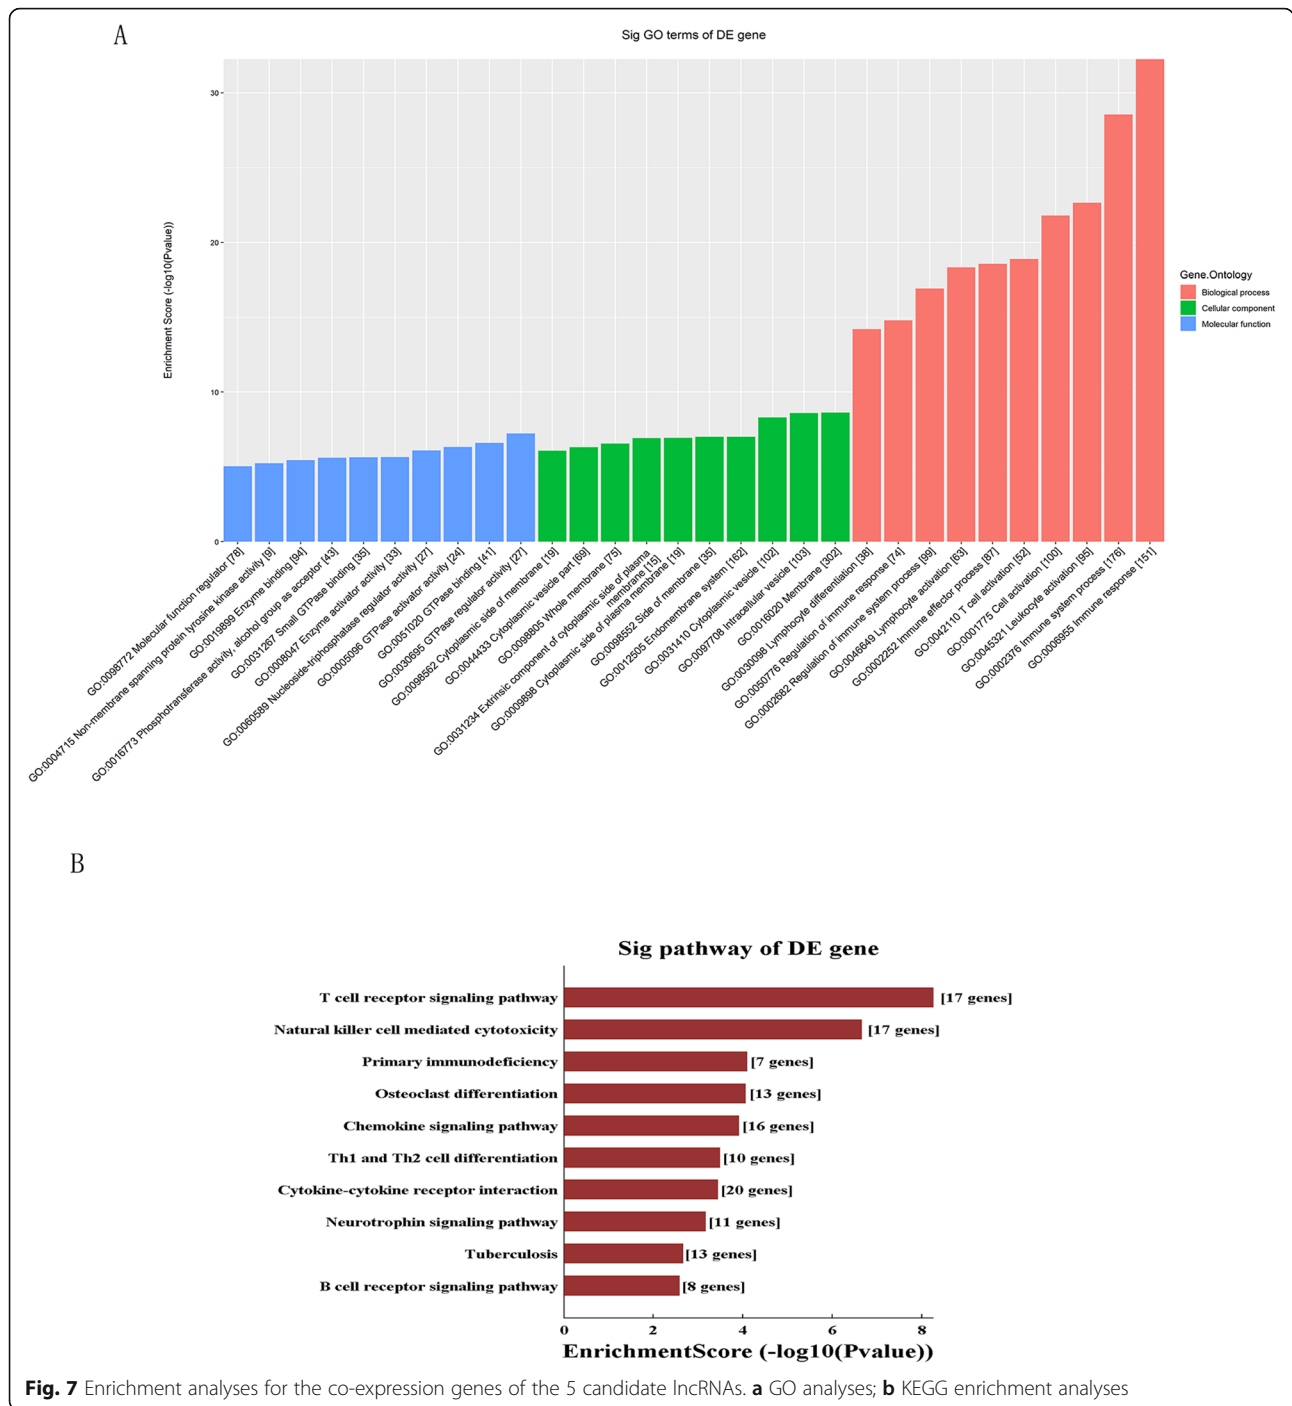 A
Sig GO terms of DE gene
Enrichment Score (-log10(Pvalue))
30
20
10
0
Gene.Ontology
Biological process
Cellular component
Molecular function
GO:0098772 Molecular function regulator [78]
GO:0004715 Non-membrane spanning protein tyrosine kinase activity [9]
GO:0019899 Enzyme binding [94]
GO:0016773 Phosphotransferase activity, alcohol group as acceptor [43]
GO:0031267 Small GTPase binding [35]
GO:0008047 Enzyme activator activity [33]
GO:0060589 Nucleoside-triphosphatase regulator activity [27]
GO:0005096 GTPase activator activity [24]
GO:0051020 GTPase binding [41]
GO:0030695 GTPase regulator activity [27]
GO:0098562 Cytoplasmic side of membrane [19]
GO:0044433 Cytoplasmic vesicle part [69]
GO:0098805 Whole membrane [75]
GO:0031234 Extrinsic component of cytoplasmic side of plasma
membrane [15]
GO:0009898 Cytoplasmic side of plasma membrane [19]
GO:0098552 Side of membrane [35]
GO:0012505 Endomembrane system [162]
GO:0031410 Cytoplasmic vesicle [102]
GO:0097708 Intracellular vesicle [103]
GO:0016020 Membrane [302]
GO:0030098 Lymphocyte differentiation [38]
GO:0050776 Regulation of immune response [74]
GO:0002682 Regulation of immune system process [99]
GO:0046649 Lymphocyte activation [63]
GO:0002252 Immune effector process [87]
GO:0042110 T cell activation [52]
GO:0001775 Cell activation [100]
GO:0045321 Leukocyte activation [95]
GO:0002376 Immune system process [176]
GO:0006955 Immune response [151]
B
Sig pathway of DE gene
T cell receptor signaling pathway [17 genes]
Natural killer cell mediated cytotoxicity [17 genes]
Primary immunodeficiency [7 genes]
Osteoclast differentiation [13 genes]
Chemokine signaling pathway [16 genes]
Th1 and Th2 cell differentiation [10 genes]
Cytokine-cytokine receptor interaction [20 genes]
Neurotrophin signaling pathway [11 genes]
Tuberculosis [13 genes]
B cell receptor signaling pathway [8 genes]
0 2 4 6 8
EnrichmentScore (-log10(Pvalue))
Fig. 7 Enrichment analyses for the co-expression genes of the 5 candidate lncRNAs. a GO analyses; b KEGG enrichment analyses